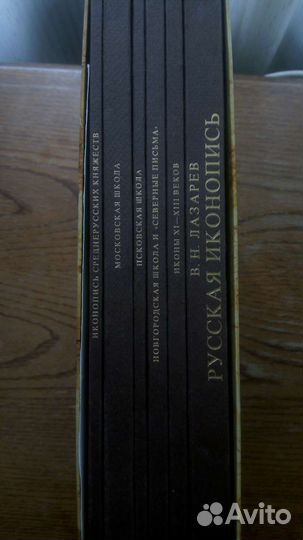 РУССКАЯ ИКОНОПИСЬ
В. Н. ЛАЗАРЕВ
ИКОНЫ XI—XIII ВЕКОВ
НОВГОРОДСКАЯ ШКОЛА И «СЕВЕРНЫЕ ПИСЬМА»
ПСКОВСКАЯ ШКОЛА
МОСКОВСКАЯ ШКОЛА
ИКОНОПИСЬ СРЕДНЕРУССКИХ КНЯЖЕСТВ
Avito